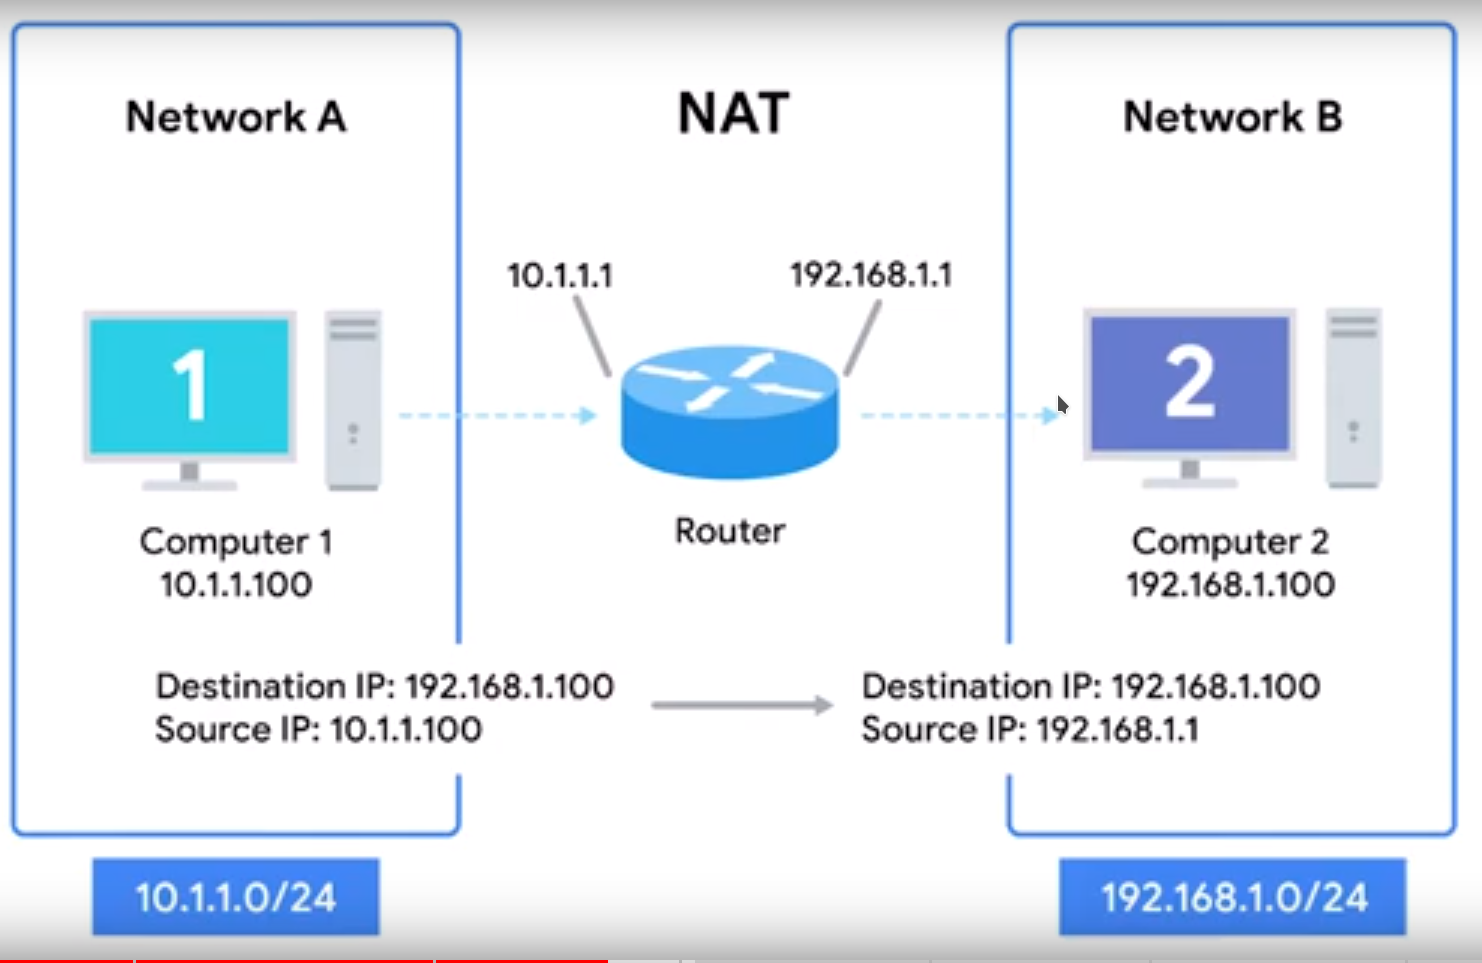 Network A
NAT
Network B
10.1.1.1
192.168.1.1
1
2
Router
Computer 1
10.1.1.100
Computer 2
192.168.1.100
Destination IP: 192.168.1.100
Source IP: 10.1.1.100
Destination IP: 192.168.1.100
Source IP: 192.168.1.1
10.1.1.0/24
192.168.1.0/24